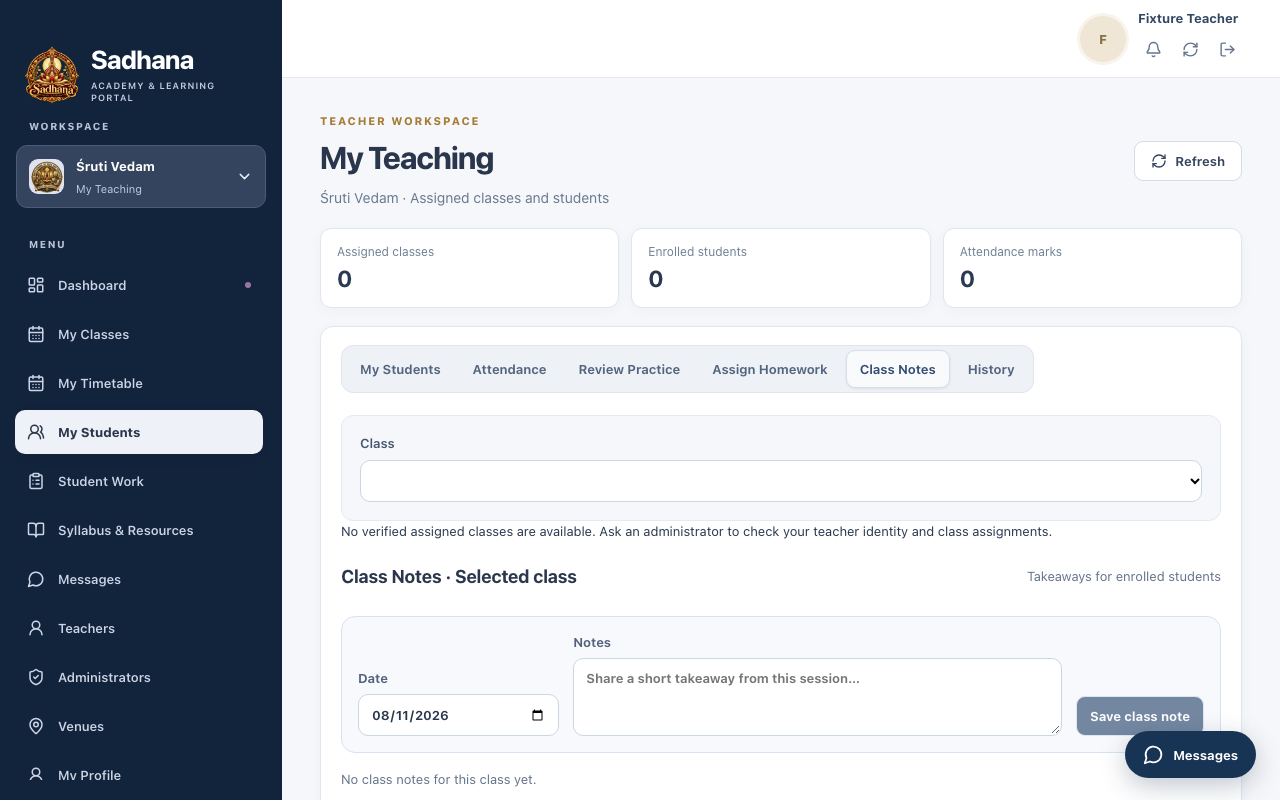 Sadhana
ACADEMY & LEARNING
PORTAL
Sadhana
WORKSPACE
Śruti Vedam
My Teaching
MENU
Dashboard
My Classes
My Timetable
My Students
Student Work
Syllabus & Resources
Messages
Teachers
Administrators
Venues
My Profile
F
Fixture Teacher
TEACHER WORKSPACE
My Teaching
Śruti Vedam · Assigned classes and students
Refresh
Assigned classes
0
Enrolled students
0
Attendance marks
0
My Students Attendance Review Practice Assign Homework Class Notes History
Class
No verified assigned classes are available. Ask an administrator to check your teacher identity and class assignments.
Class Notes · Selected class
Takeaways for enrolled students
Date
08/11/2026
Notes
Share a short takeaway from this session...
Save class note
No class notes for this class yet.
Messages